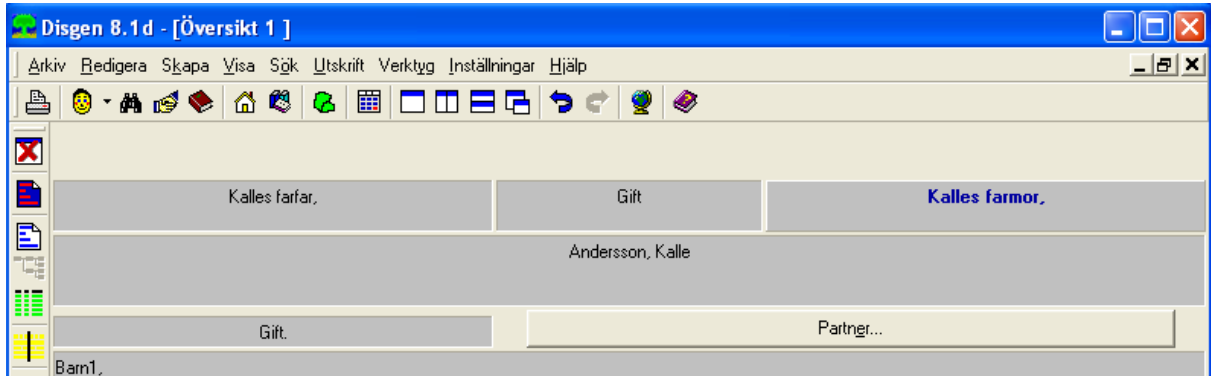 Disgen 8.1d - [Översikt 1 ]
Arkiv Redigera Skapa Visa Sök Utskrift Verktyg Inställningar Hjälp
Kalles farfar, Gift Kalles farmor,
Andersson, Kalle
Gift. Partner...
Barn1,